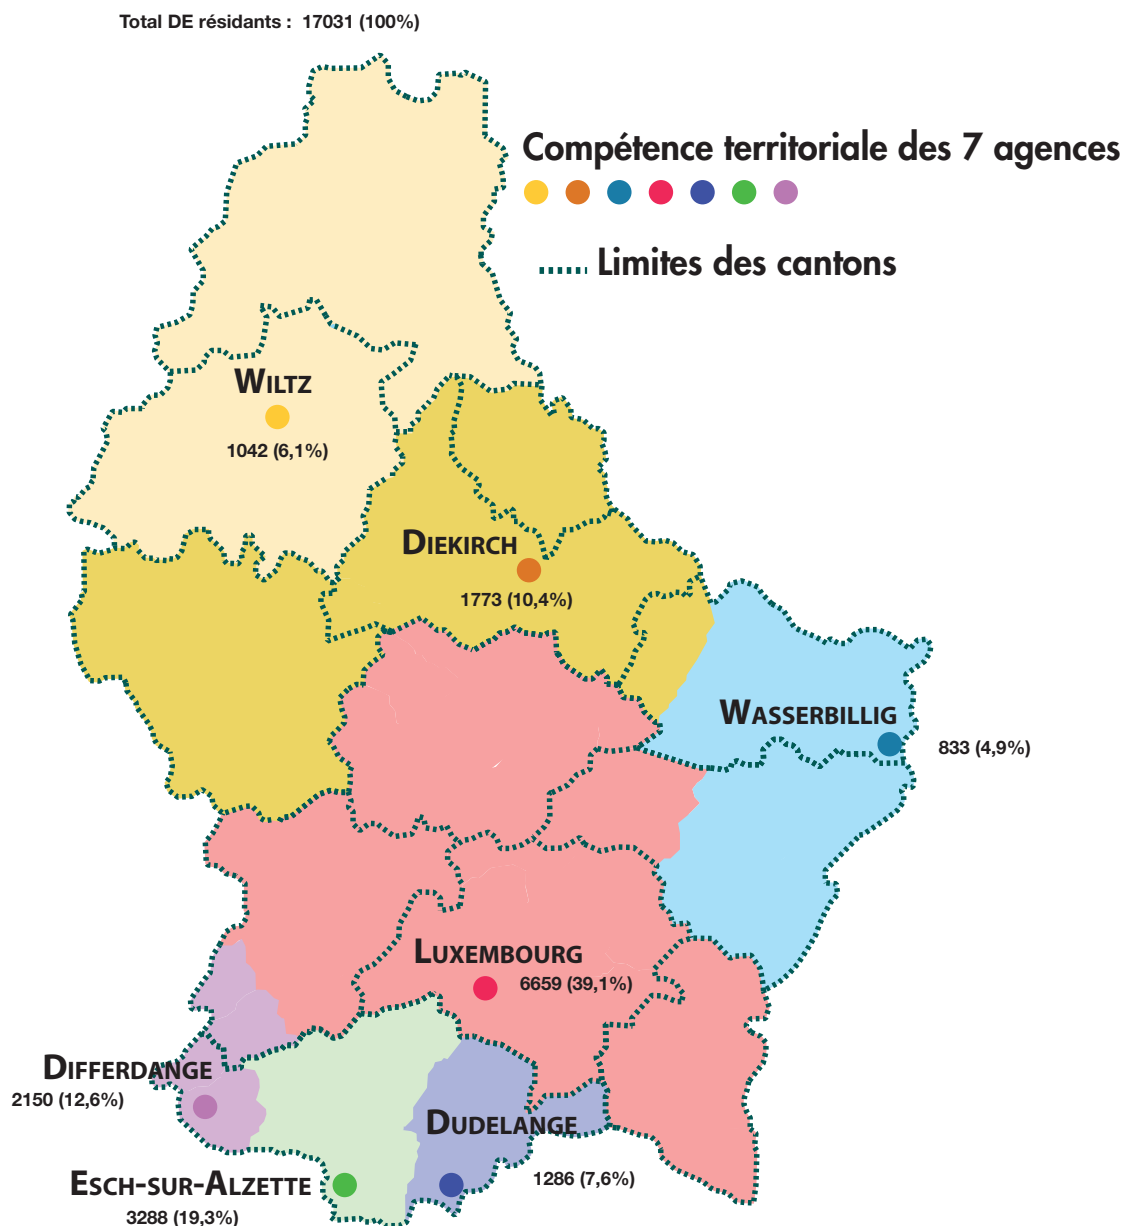 Total DE résidants : 17031 (100%)
Compétence territoriale des 7 agences
Limites des cantons
WILTZ
1042 (6,1%)
DIEKIRCH
1773 (10,4%)
WASSERBILLIG
833 (4,9%)
LUXEMBOURG
6659 (39,1%)
DIFFERDANGE
2150 (12,6%)
DUDELANGE
1286 (7,6%)
ESCH-SUR-ALZETTE
3288 (19,3%)